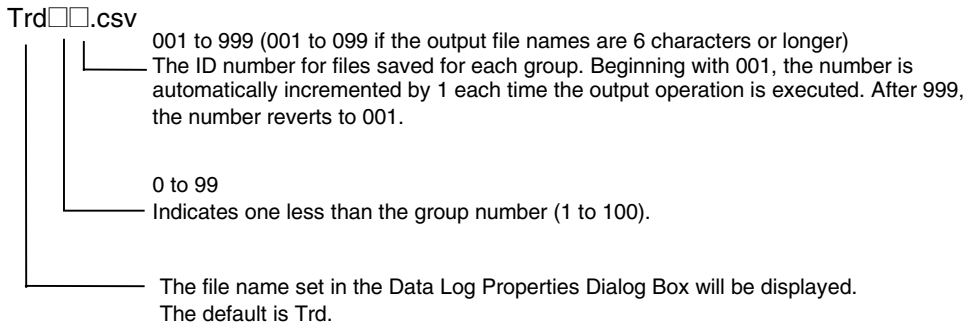 Trd□□.csv
001 to 999 (001 to 099 if the output file names are 6 characters or longer)
The ID number for files saved for each group. Beginning with 001, the number is
automatically incremented by 1 each time the output operation is executed. After 999,
the number reverts to 001.
0 to 99
Indicates one less than the group number (1 to 100).
The file name set in the Data Log Properties Dialog Box will be displayed.
The default is Trd.